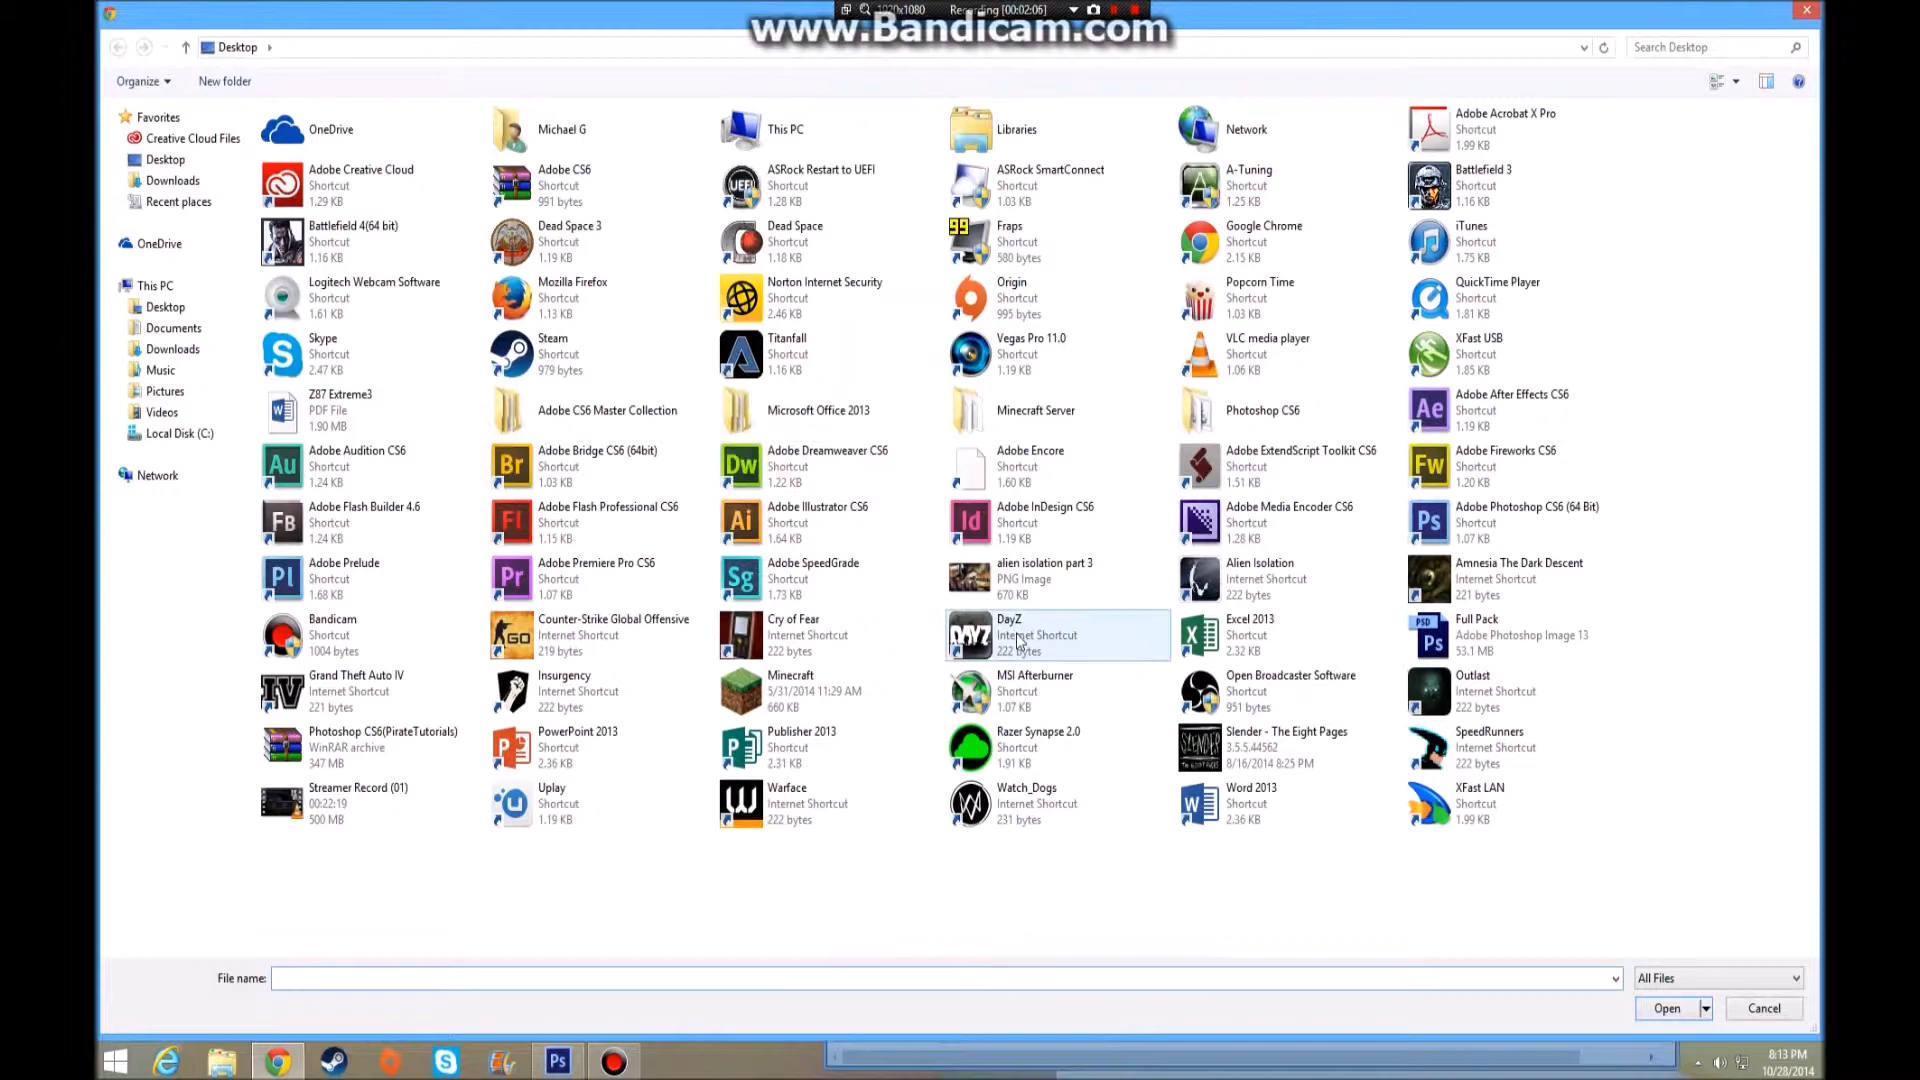 1920x1080 Recording [00:02:06]
www.Bandicam.com
Desktop
Search Desktop
Organize New folder
Favorites
Creative Cloud Files
Desktop
Downloads
Recent places
OneDrive
This PC
Desktop
Documents
Downloads
Music
Pictures
Videos
Local Disk (C:)
Network
OneDrive
Michael G
This PC
Libraries
Network
Adobe Acrobat X Pro
Shortcut
1.99 KB
Adobe Creative Cloud
Shortcut
1.29 KB
Adobe CS6
Shortcut
991 bytes
UEFI
ASRock Restart to UEFI
Shortcut
1.28 KB
ASRock SmartConnect
Shortcut
1.03 KB
A-Tuning
Shortcut
1.25 KB
Battlefield 3
Shortcut
1.16 KB
Battlefield 4(64 bit)
Shortcut
1.16 KB
Dead Space 3
Shortcut
1.19 KB
Dead Space
Shortcut
1.18 KB
99
Fraps
Shortcut
580 bytes
Google Chrome
Shortcut
2.15 KB
iTunes
Shortcut
1.75 KB
Logitech Webcam Software
Shortcut
1.61 KB
Mozilla Firefox
Shortcut
1.13 KB
Norton Internet Security
Shortcut
2.46 KB
Origin
Shortcut
995 bytes
Popcorn Time
Shortcut
1.03 KB
QuickTime Player
Shortcut
1.81 KB
Skype
Shortcut
2.47 KB
Steam
Shortcut
979 bytes
Titanfall
Shortcut
1.16 KB
Vegas Pro 11.0
Shortcut
1.19 KB
VLC media player
Shortcut
1.06 KB
XFast USB
Shortcut
1.85 KB
Z87 Extreme3
PDF File
1.90 MB
Adobe CS6 Master Collection
Microsoft Office 2013
Minecraft Server
Photoshop CS6
Ae
Adobe After Effects CS6
Shortcut
1.19 KB
Au
Adobe Audition CS6
Shortcut
1.24 KB
Br
Adobe Bridge CS6 (64bit)
Shortcut
1.03 KB
Dw
Adobe Dreamweaver CS6
Shortcut
1.22 KB
Adobe Encore
Shortcut
1.60 KB
Adobe ExtendScript Toolkit CS6
Shortcut
1.51 KB
Fw
Adobe Fireworks CS6
Shortcut
1.20 KB
FB
Adobe Flash Builder 4.6
Shortcut
1.24 KB
Fl
Adobe Flash Professional CS6
Shortcut
1.15 KB
Ai
Adobe Illustrator CS6
Shortcut
1.64 KB
Id
Adobe InDesign CS6
Shortcut
1.19 KB
Adobe Media Encoder CS6
Shortcut
1.28 KB
Ps
Adobe Photoshop CS6 (64 Bit)
Shortcut
1.07 KB
Pl
Adobe Prelude
Shortcut
1.68 KB
Pr
Adobe Premiere Pro CS6
Shortcut
1.07 KB
Sg
Adobe SpeedGrade
Shortcut
1.73 KB
alien isolation part 3
PNG Image
670 KB
Alien Isolation
Internet Shortcut
222 bytes
Amnesia The Dark Descent
Internet Shortcut
221 bytes
Bandicam
Shortcut
1004 bytes
GO
Counter-Strike Global Offensive
Internet Shortcut
219 bytes
Cry of Fear
Internet Shortcut
222 bytes
DAYZ
DayZ
Internet Shortcut
222 bytes
Excel 2013
Shortcut
2.32 KB
PSD
Ps
Full Pack
Adobe Photoshop Image 13
53.1 MB
IV
Grand Theft Auto IV
Internet Shortcut
221 bytes
Insurgency
Internet Shortcut
222 bytes
Minecraft
5/31/2014 11:29 AM
660 KB
MSI Afterburner
Shortcut
1.07 KB
Open Broadcaster Software
Shortcut
951 bytes
Outlast
Internet Shortcut
222 bytes
Photoshop CS6(PirateTutorials)
WinRAR archive
347 MB
PowerPoint 2013
Shortcut
2.36 KB
Publisher 2013
Shortcut
2.31 KB
Razer Synapse 2.0
Shortcut
1.91 KB
SLENDER
Slender - The Eight Pages
3.5.5.44562
8/16/2014 8:25 PM
SpeedRunners
Internet Shortcut
222 bytes
Streamer Record (01)
00:22:19
500 MB
Uplay
Shortcut
1.19 KB
Warface
Internet Shortcut
222 bytes
Watch_Dogs
Internet Shortcut
231 bytes
Word 2013
Shortcut
2.36 KB
XFast LAN
Shortcut
1.99 KB
File name:
All Files
Open
Cancel
Ps
8:13 PM
10/28/2014